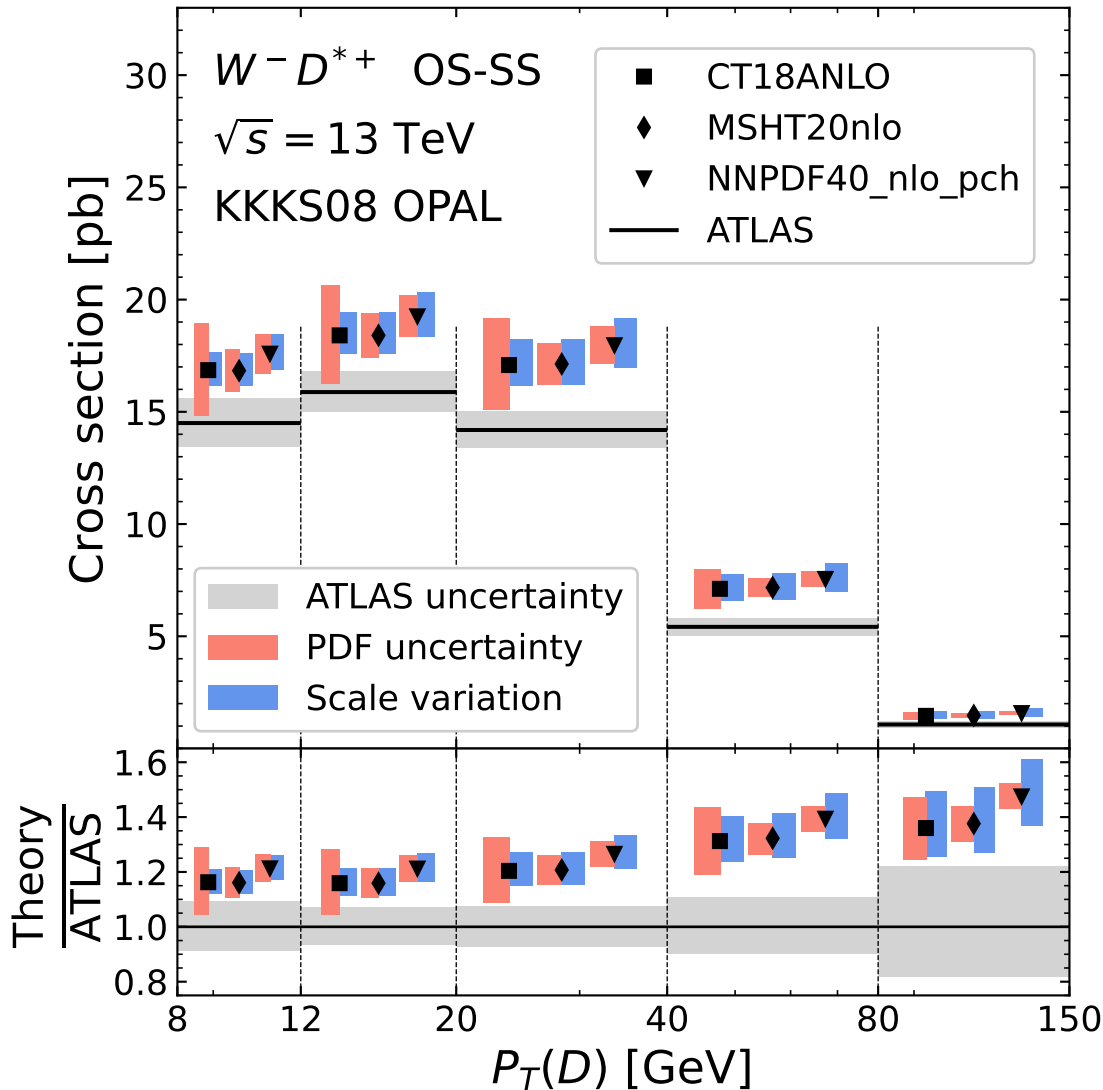 W⁻D*⁺ OS-SS
√s = 13 TeV
KKKS08 OPAL
CT18ANLO
MSHT20nlo
NNPDF40_nlo_pch
ATLAS
Cross section [pb]
30
25
20
15
10
5
ATLAS uncertainty
PDF uncertainty
Scale variation
Theory
ATLAS
1.6
1.4
1.2
1.0
0.8
8 12 20 40 80 150
P_T(D) [GeV]